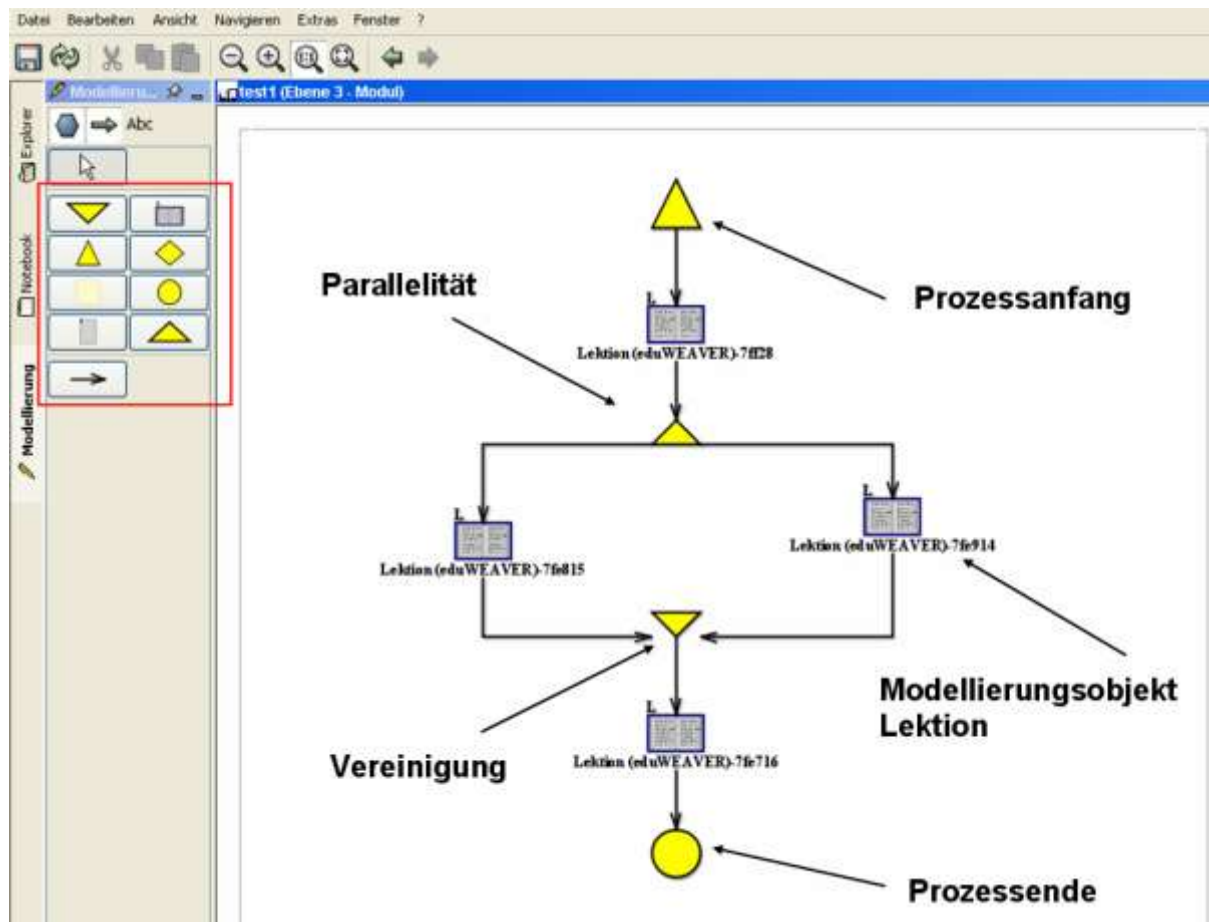 Datei Bearbeiten Ansicht Navigieren Extras Fenster ?
Modellieru...
test1 (Ebene 3 - Modul)
Abc
Explorer
Notebook
Modellierung
Prozessanfang
Parallelität
L
Lektion (eduWEAVER)-7ff28
L
Lektion (eduWEAVER)-7fe914
L
Lektion (eduWEAVER)-7fe815
Modellierungsobjekt
Lektion
Vereinigung
L
Lektion (eduWEAVER)-7fe716
Prozessende